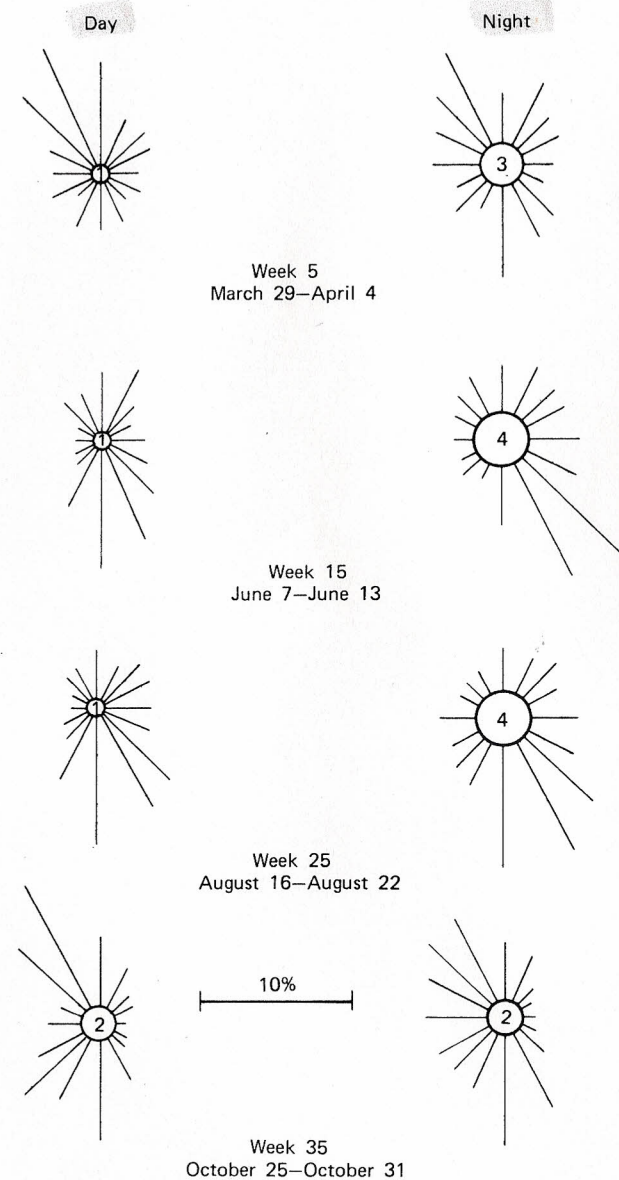 Day
Night
1
3
Week 5
March 29—April 4
1
4
Week 15
June 7—June 13
1
4
Week 25
August 16—August 22
10%
2
2
Week 35
October 25—October 31